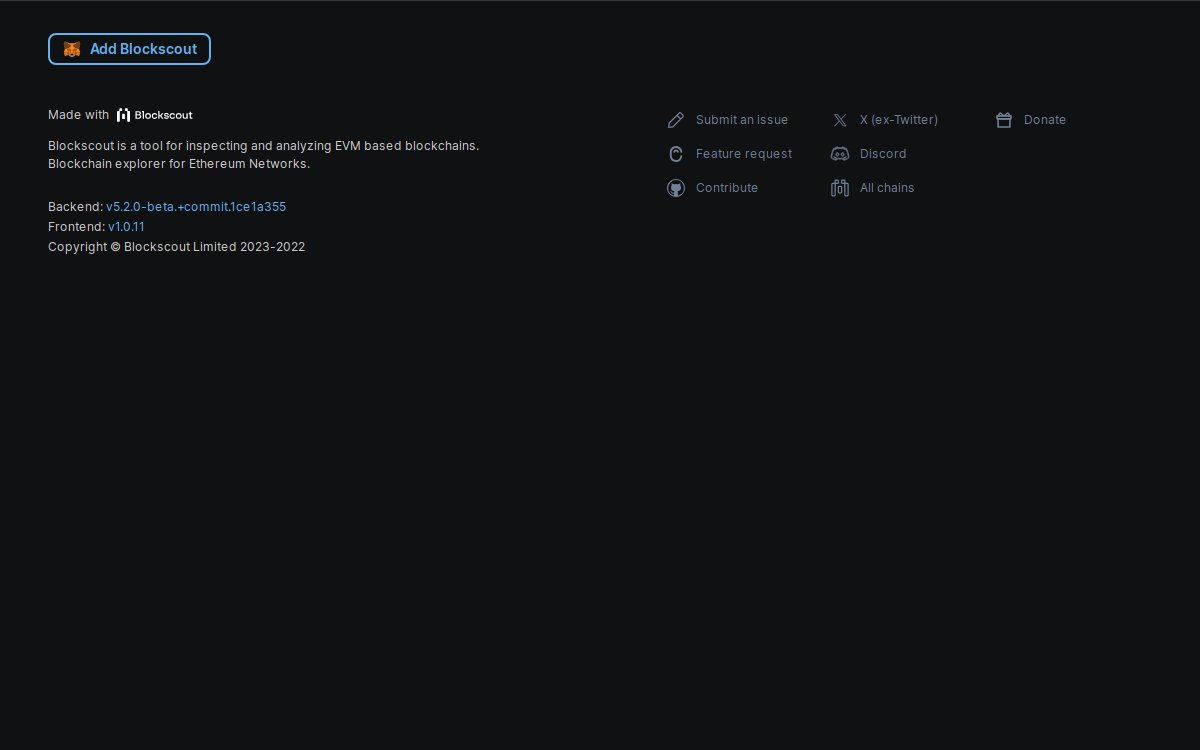 Add Blockscout
Made with Blockscout
Blockscout is a tool for inspecting and analyzing EVM based blockchains.
Blockchain explorer for Ethereum Networks.
Backend: v5.2.0-beta.+commit.1ce1a355
Frontend: v1.0.11
Copyright © Blockscout Limited 2023-2022
Submit an issue
Feature request
Contribute
X (ex-Twitter)
Discord
All chains
Donate